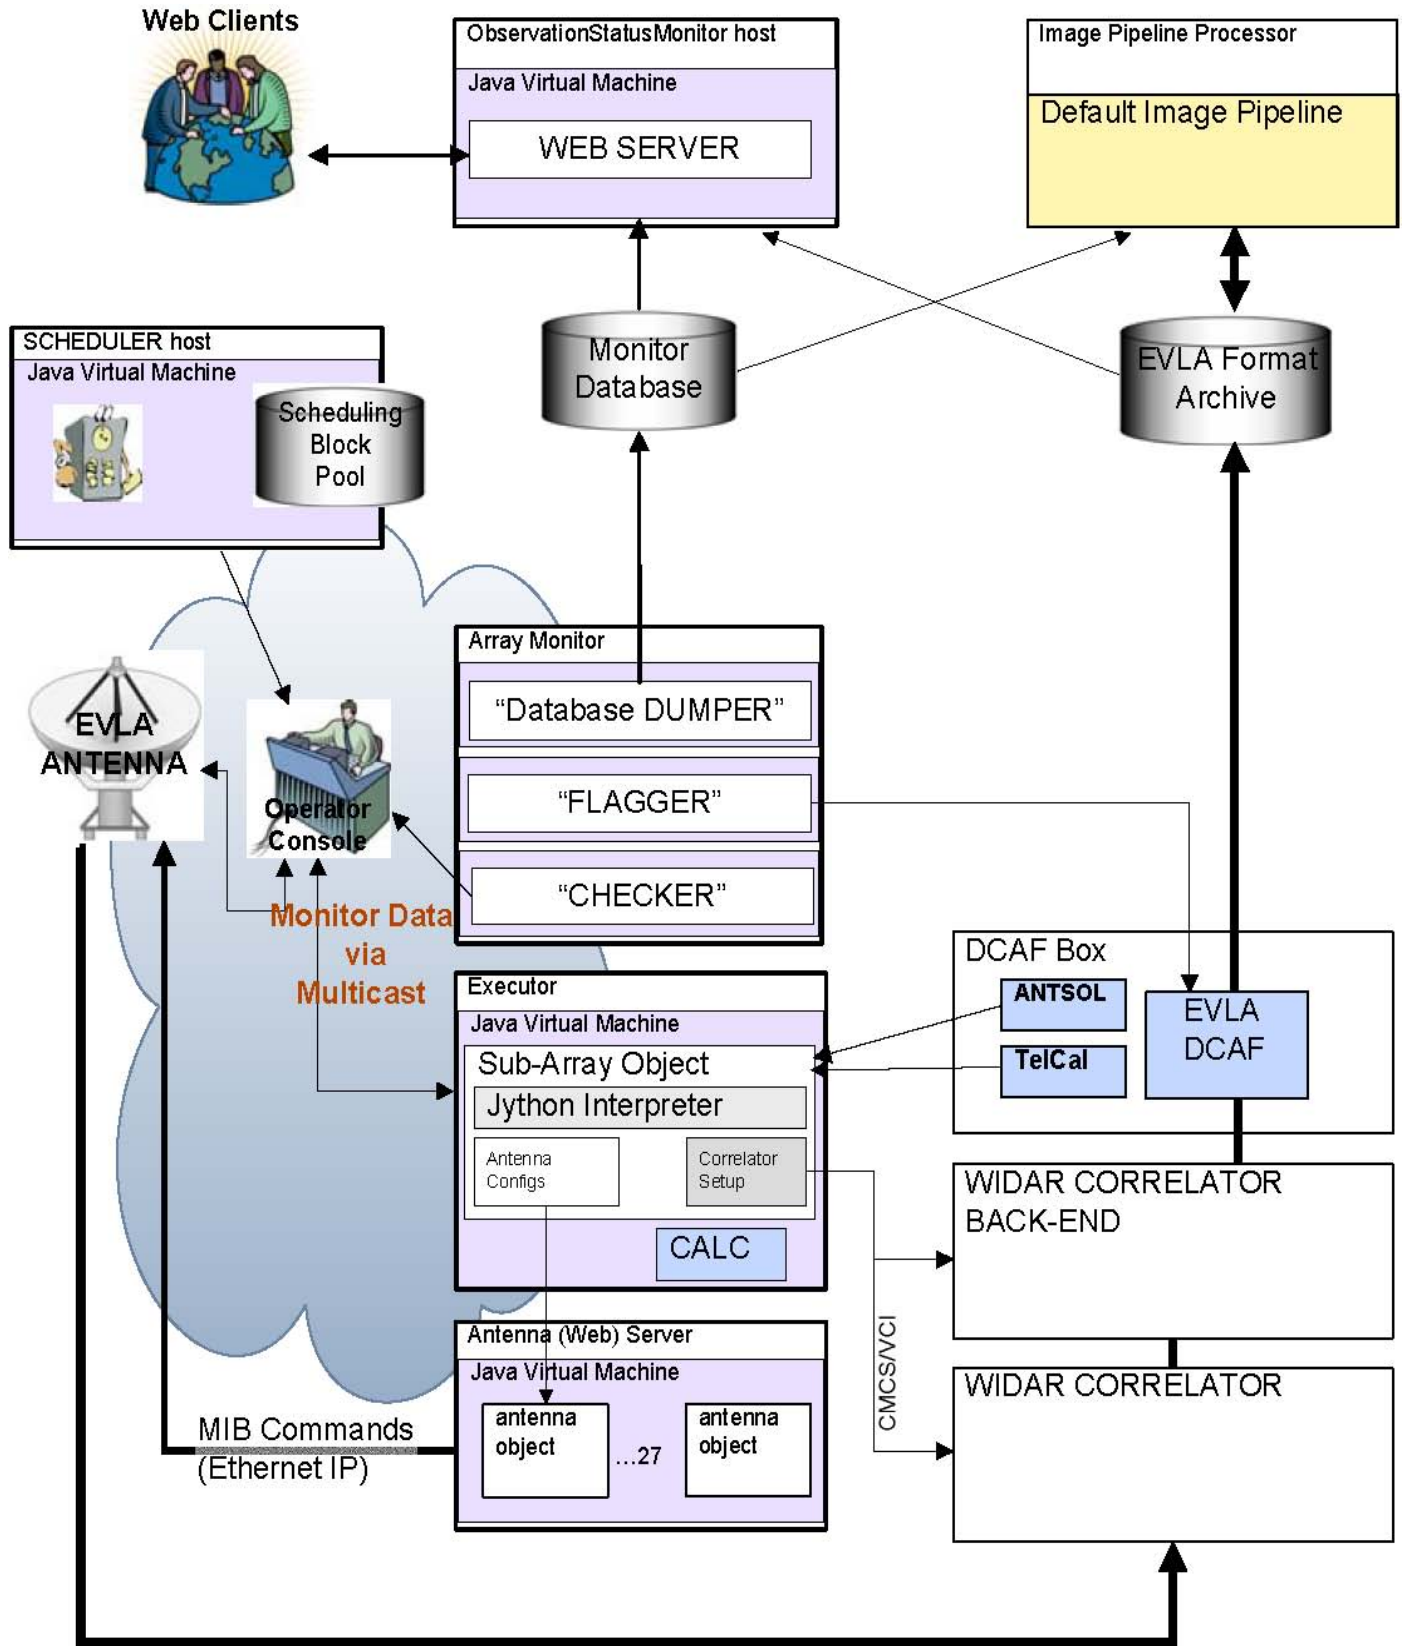 Web Clients
ObservationStatusMonitor host
Java Virtual Machine
WEB SERVER
Image Pipeline Processor
Default Image Pipeline
SCHEDULER host
Java Virtual Machine
Scheduling
Block
Pool
Monitor
Database
EVLA Format
Archive
EVLA
ANTENNA
Operator
Console
Array Monitor
“Database DUMPER”
“FLAGGER”
“CHECKER”
Monitor Data
via
Multicast
DCAF Box
ANTSOL
TelCal
EVLA
DCAF
Executor
Java Virtual Machine
Sub-Array Object
Jython Interpreter
Antenna
Configs
Correlator
Setup
CALC
WIDAR CORRELATOR
BACK-END
CMCS/VCI
Antenna (Web) Server
Java Virtual Machine
antenna
object
...27
antenna
object
WIDAR CORRELATOR
MIB Commands
(Ethernet IP)